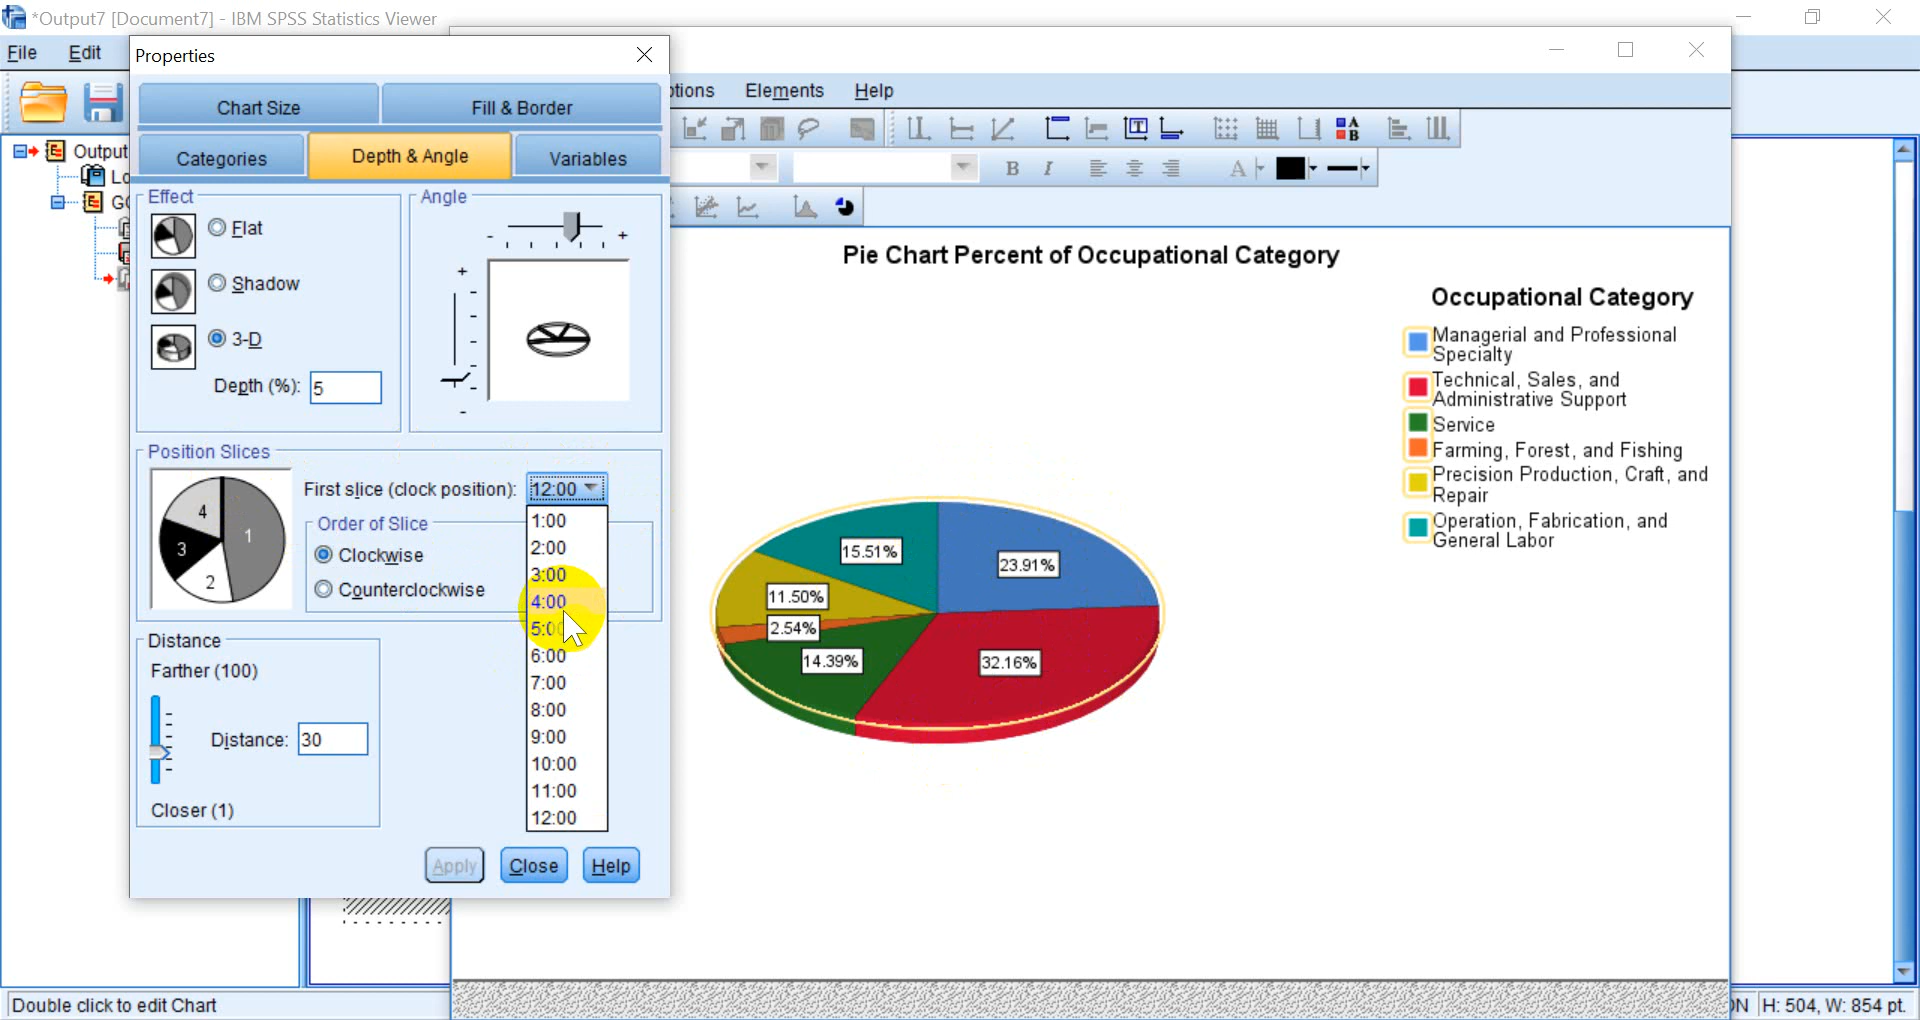 *Output7 [Document7] - IBM SPSS Statistics Viewer
File Edit
Properties
Chart Size Fill & Border
Categories Depth & Angle Variables
Elements Help
Output
Effect
Flat
Shadow
3-D
Depth (%): 5
Angle
- +
+
-
Position Slices
1
2
3
4
First slice (clock position): 12:00
Order of Slice
Clockwise
Counterclockwise
1:00
2:00
3:00
4:00
5:00
6:00
7:00
8:00
9:00
10:00
11:00
12:00
Distance
Farther (100)
Distance: 30
Closer (1)
Apply Close Help
B I A
Pie Chart Percent of Occupational Category
Occupational Category
Managerial and Professional
Specialty
Technical, Sales, and
Administrative Support
Service
Farming, Forest, and Fishing
Precision Production, Craft, and
Repair
Operation, Fabrication, and
General Labor
15.51%
23.91%
11.50%
2.54%
14.39%
32.16%
Double click to edit Chart
H: 504, W: 854 pt.